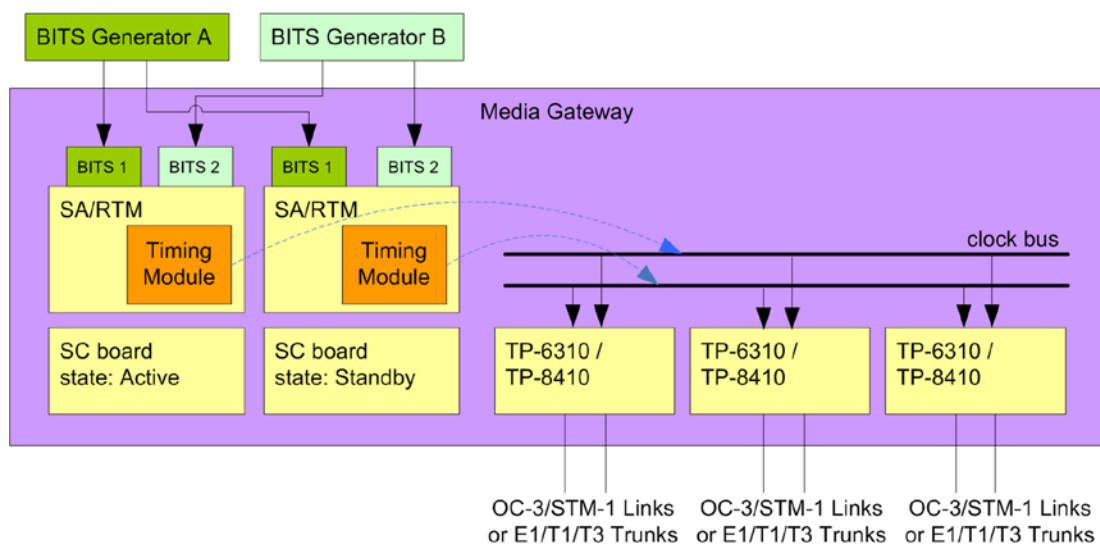 BITS Generator A
BITS Generator B
Media Gateway
BITS 1
BITS 2
BITS 1
BITS 2
SA/RTM
Timing
Module
SA/RTM
Timing
Module
clock bus
SC board
state: Active
SC board
state: Standby
TP-6310 /
TP-8410
TP-6310 /
TP-8410
TP-6310 /
TP-8410
OC-3/STM-1 Links
or E1/T1/T3 Trunks
OC-3/STM-1 Links
or E1/T1/T3 Trunks
OC-3/STM-1 Links
or E1/T1/T3 Trunks